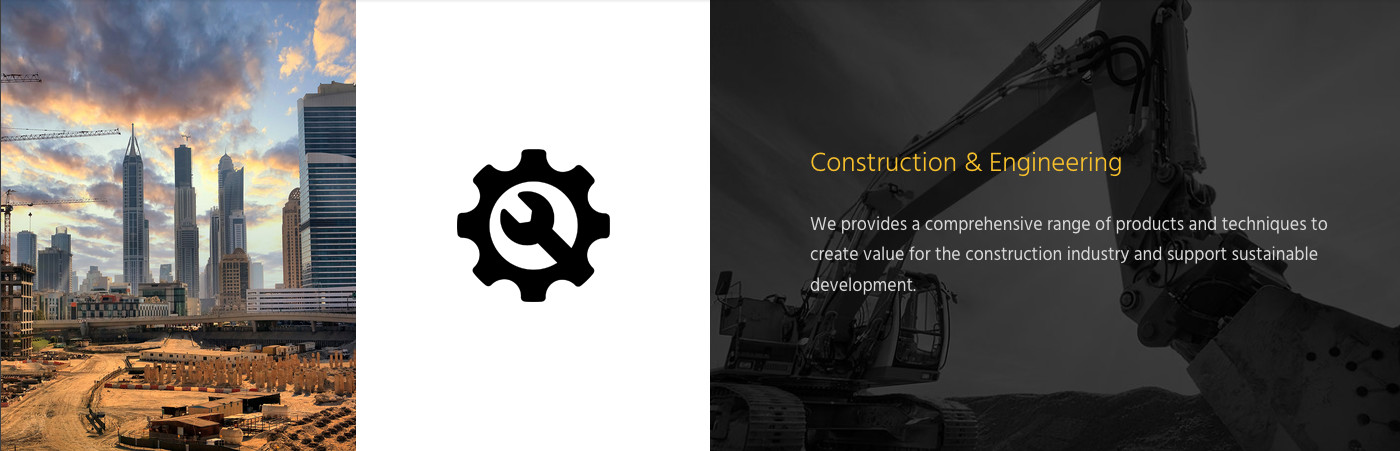 Construction & Engineering
We provides a comprehensive range of products and techniques to
create value for the construction industry and support sustainable
development.